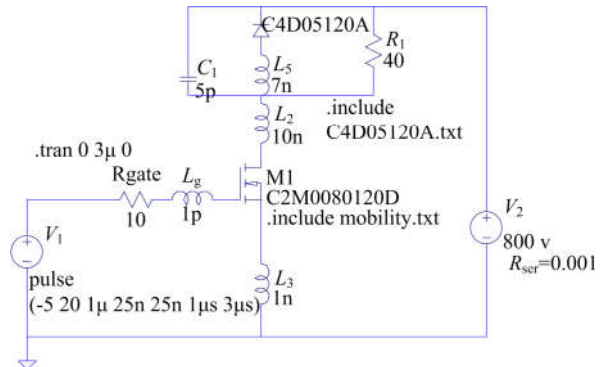 C4D05120A
R1
40
C1
5p
L5
7n
.include
C4D05120A.txt
L2
10n
.tran 0 3μ 0
Rgate
10
Lg
1p
M1
C2M0080120D
.include mobility.txt
V2
800 v
Rser=0.001
V1
pulse
(-5 20 1μ 25n 25n 1μs 3μs)
L3
1n